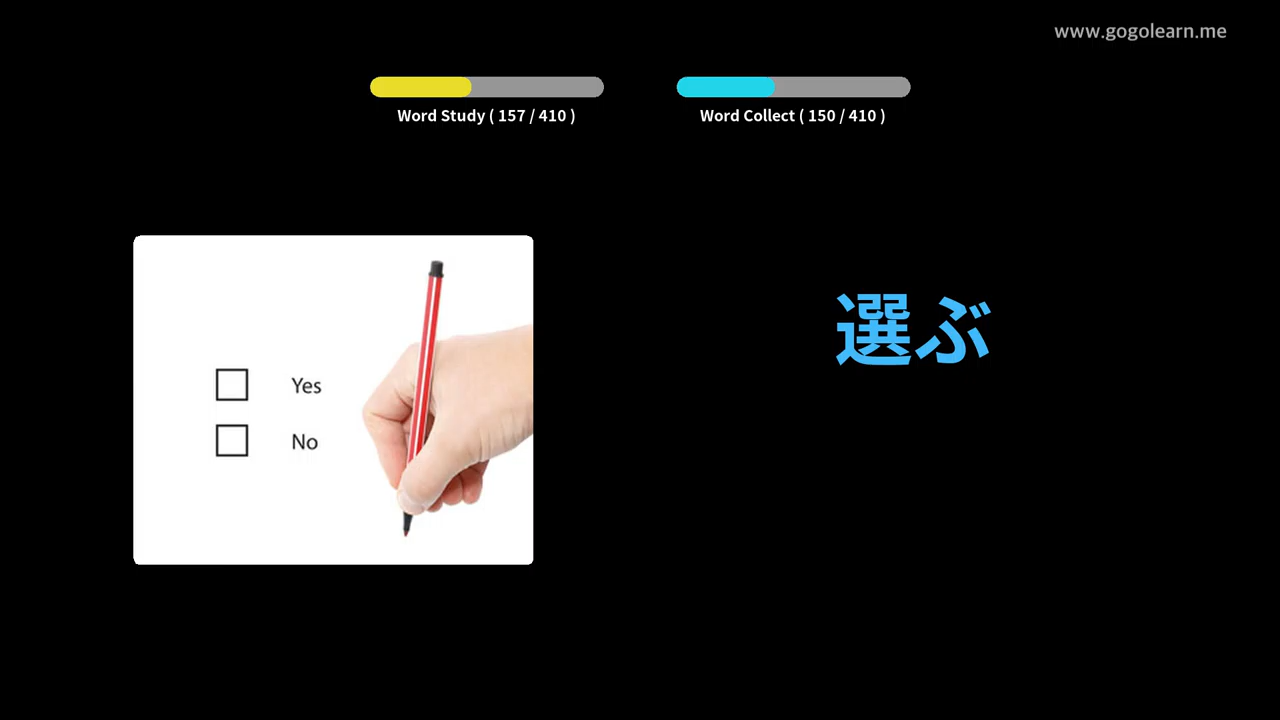 www.gogolearn.me
Word Study ( 157 / 410 )
Word Collect ( 150 / 410 )
Yes
No
選ぶ